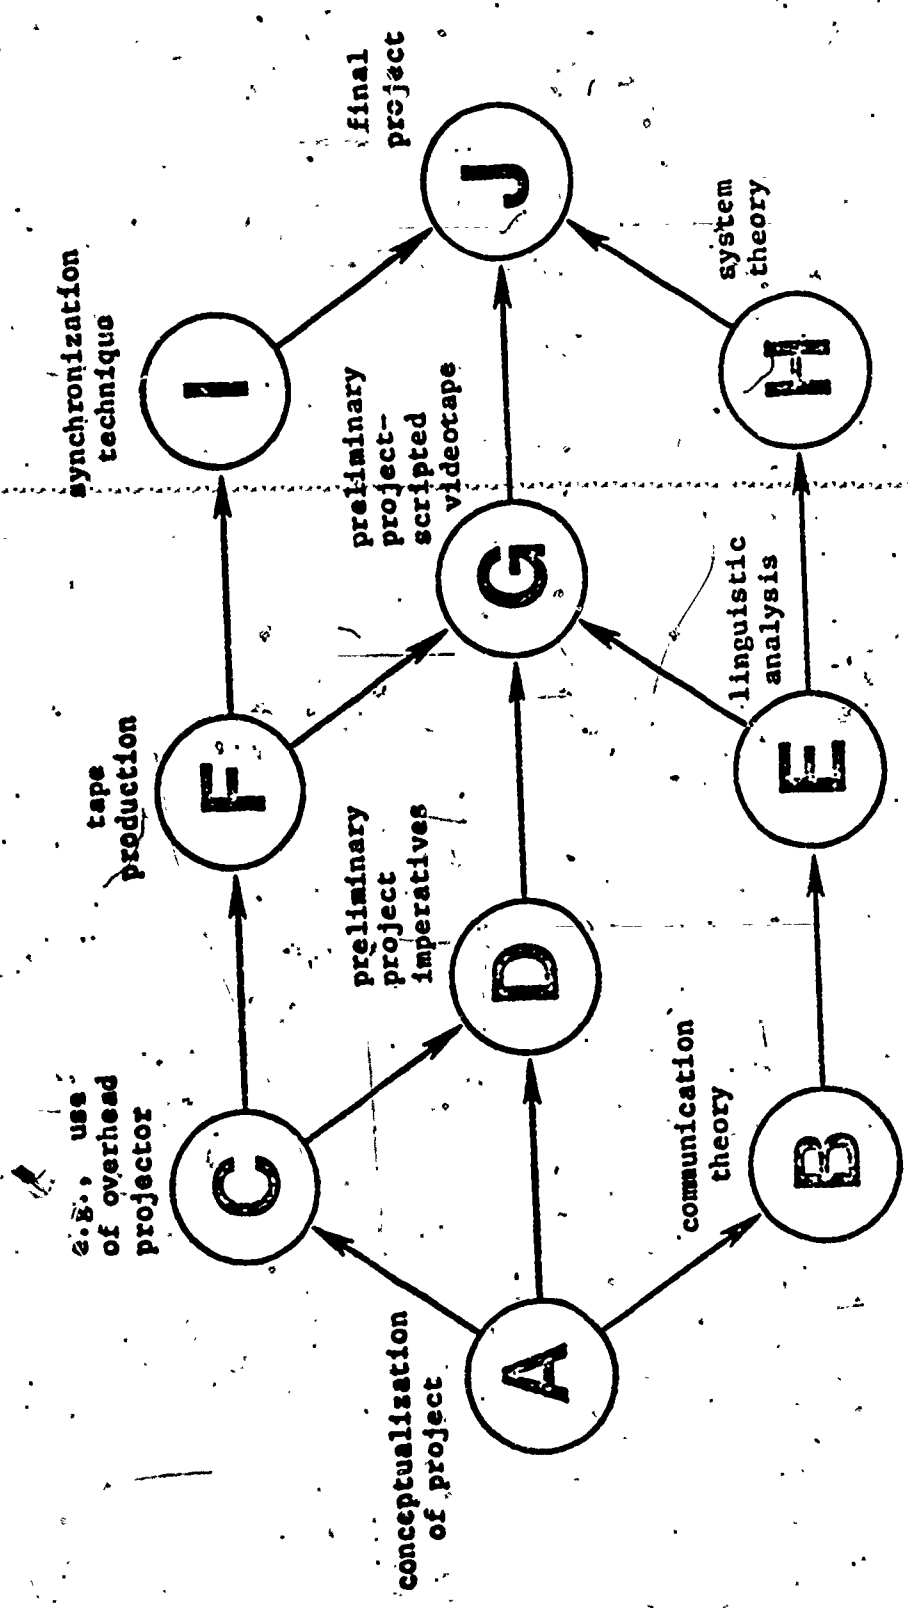 conceptualization
of project
A
e.g., use
of overhead
projector
C
communication
theory
B
preliminary
project
imperatives
D
tape
production
F
linguistic
analysis
E
preliminary
project-
scripted
videotape
G
synchronization
technique
I
system
theory
H
final
project
J